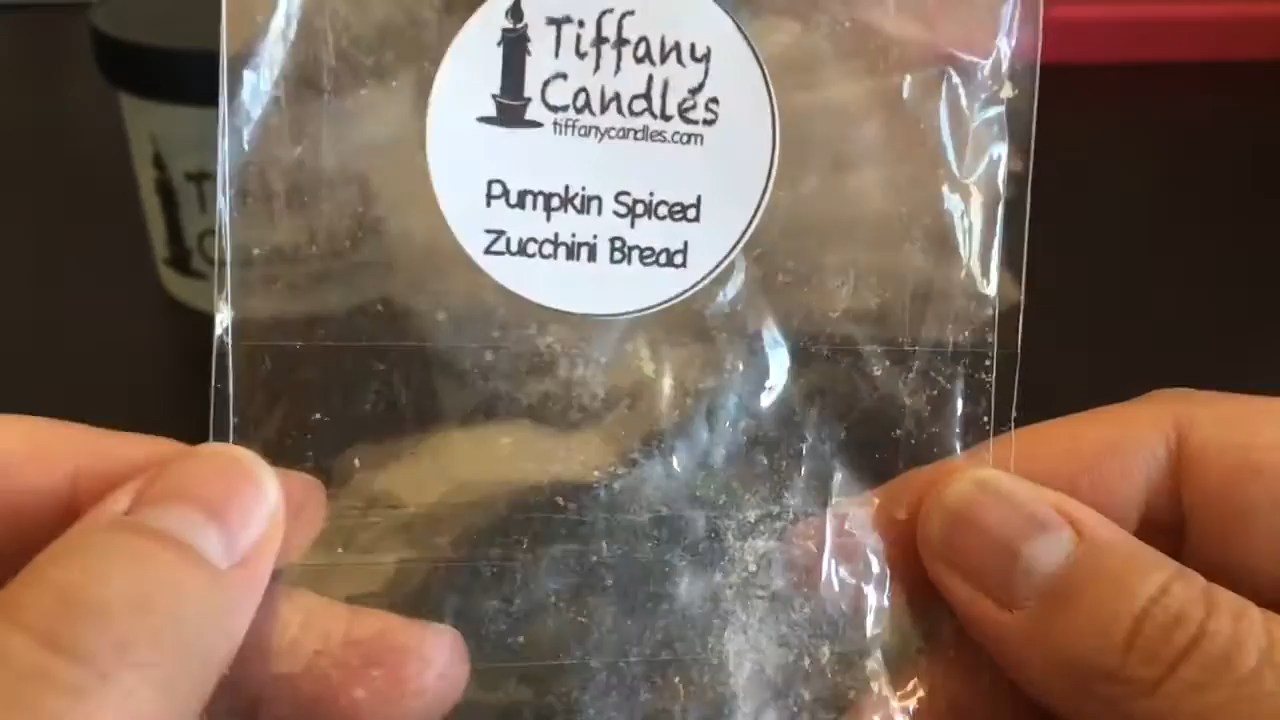 Tiffany
Candles
tiffanycandles.com
Pumpkin Spiced
Zucchini Bread